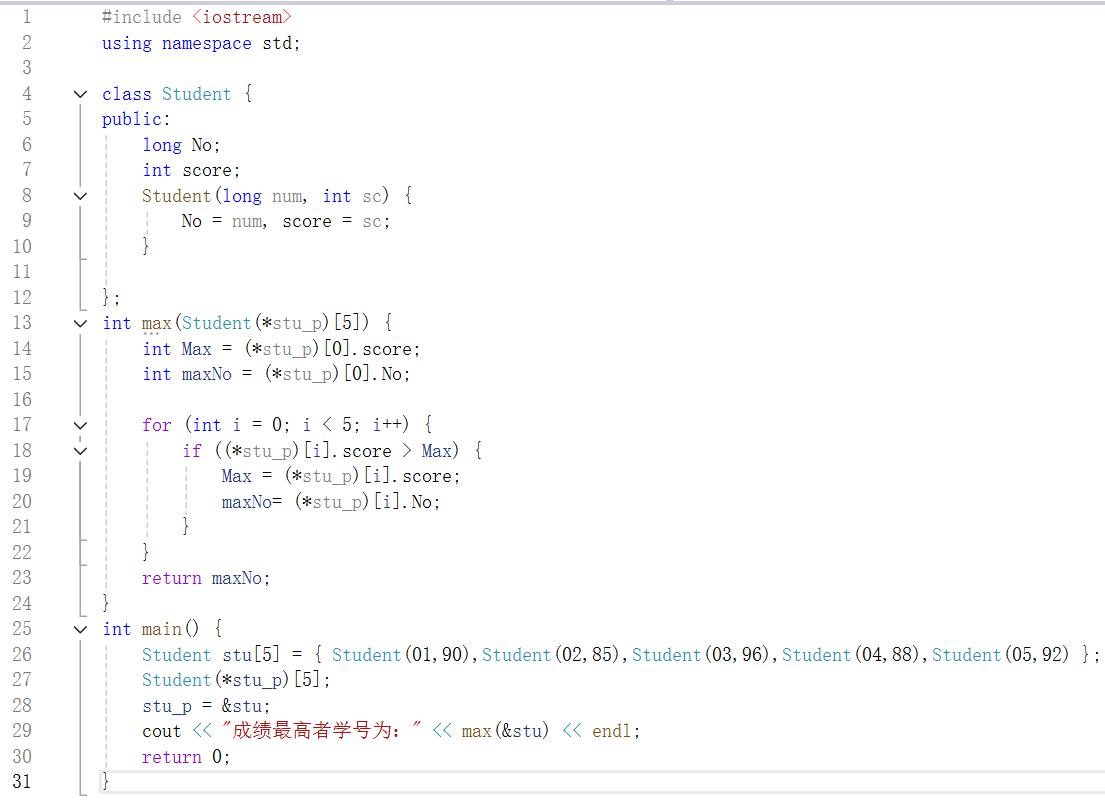 1 #include <iostream>
2 using namespace std;
3
4 class Student {
5 public:
6     long No;
7     int score;
8     Student(long num, int sc) {
9         No = num, score = sc;
10     }
11
12 };
13 int max(Student(*stu_p)[5]) {
14     int Max = (*stu_p)[0].score;
15     int maxNo = (*stu_p)[0].No;
16
17     for (int i = 0; i < 5; i++) {
18         if ((*stu_p)[i].score > Max) {
19             Max = (*stu_p)[i].score;
20             maxNo= (*stu_p)[i].No;
21         }
22     }
23     return maxNo;
24 }
25 int main() {
26     Student stu[5] = { Student(01,90),Student(02,85),Student(03,96),Student(04,88),Student(05,92) };
27     Student(*stu_p)[5];
28     stu_p = &stu;
29     cout << "成绩最高者学号为：" << max(&stu) << endl;
30     return 0;
31 }